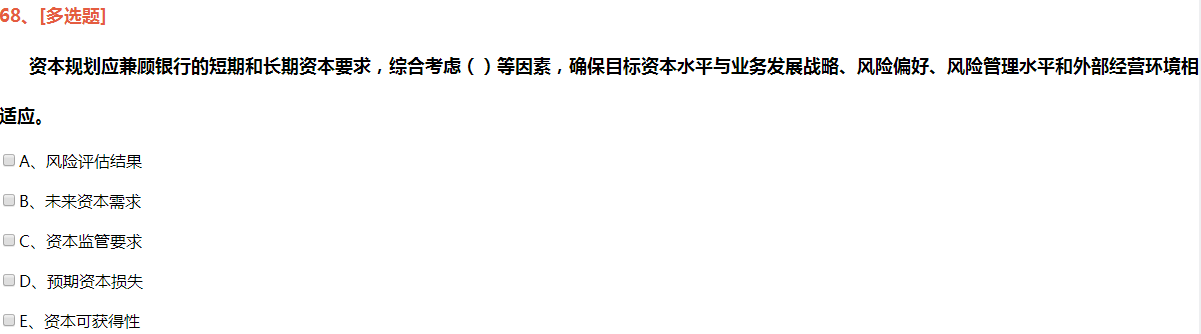 68、[多选题]
资本规划应兼顾银行的短期和长期资本要求，综合考虑（ ）等因素，确保目标资本水平与业务发展战略、风险偏好、风险管理水平和外部经营环境相
适应。
A、风险评估结果
B、未来资本需求
C、资本监管要求
D、预期资本损失
E、资本可获得性